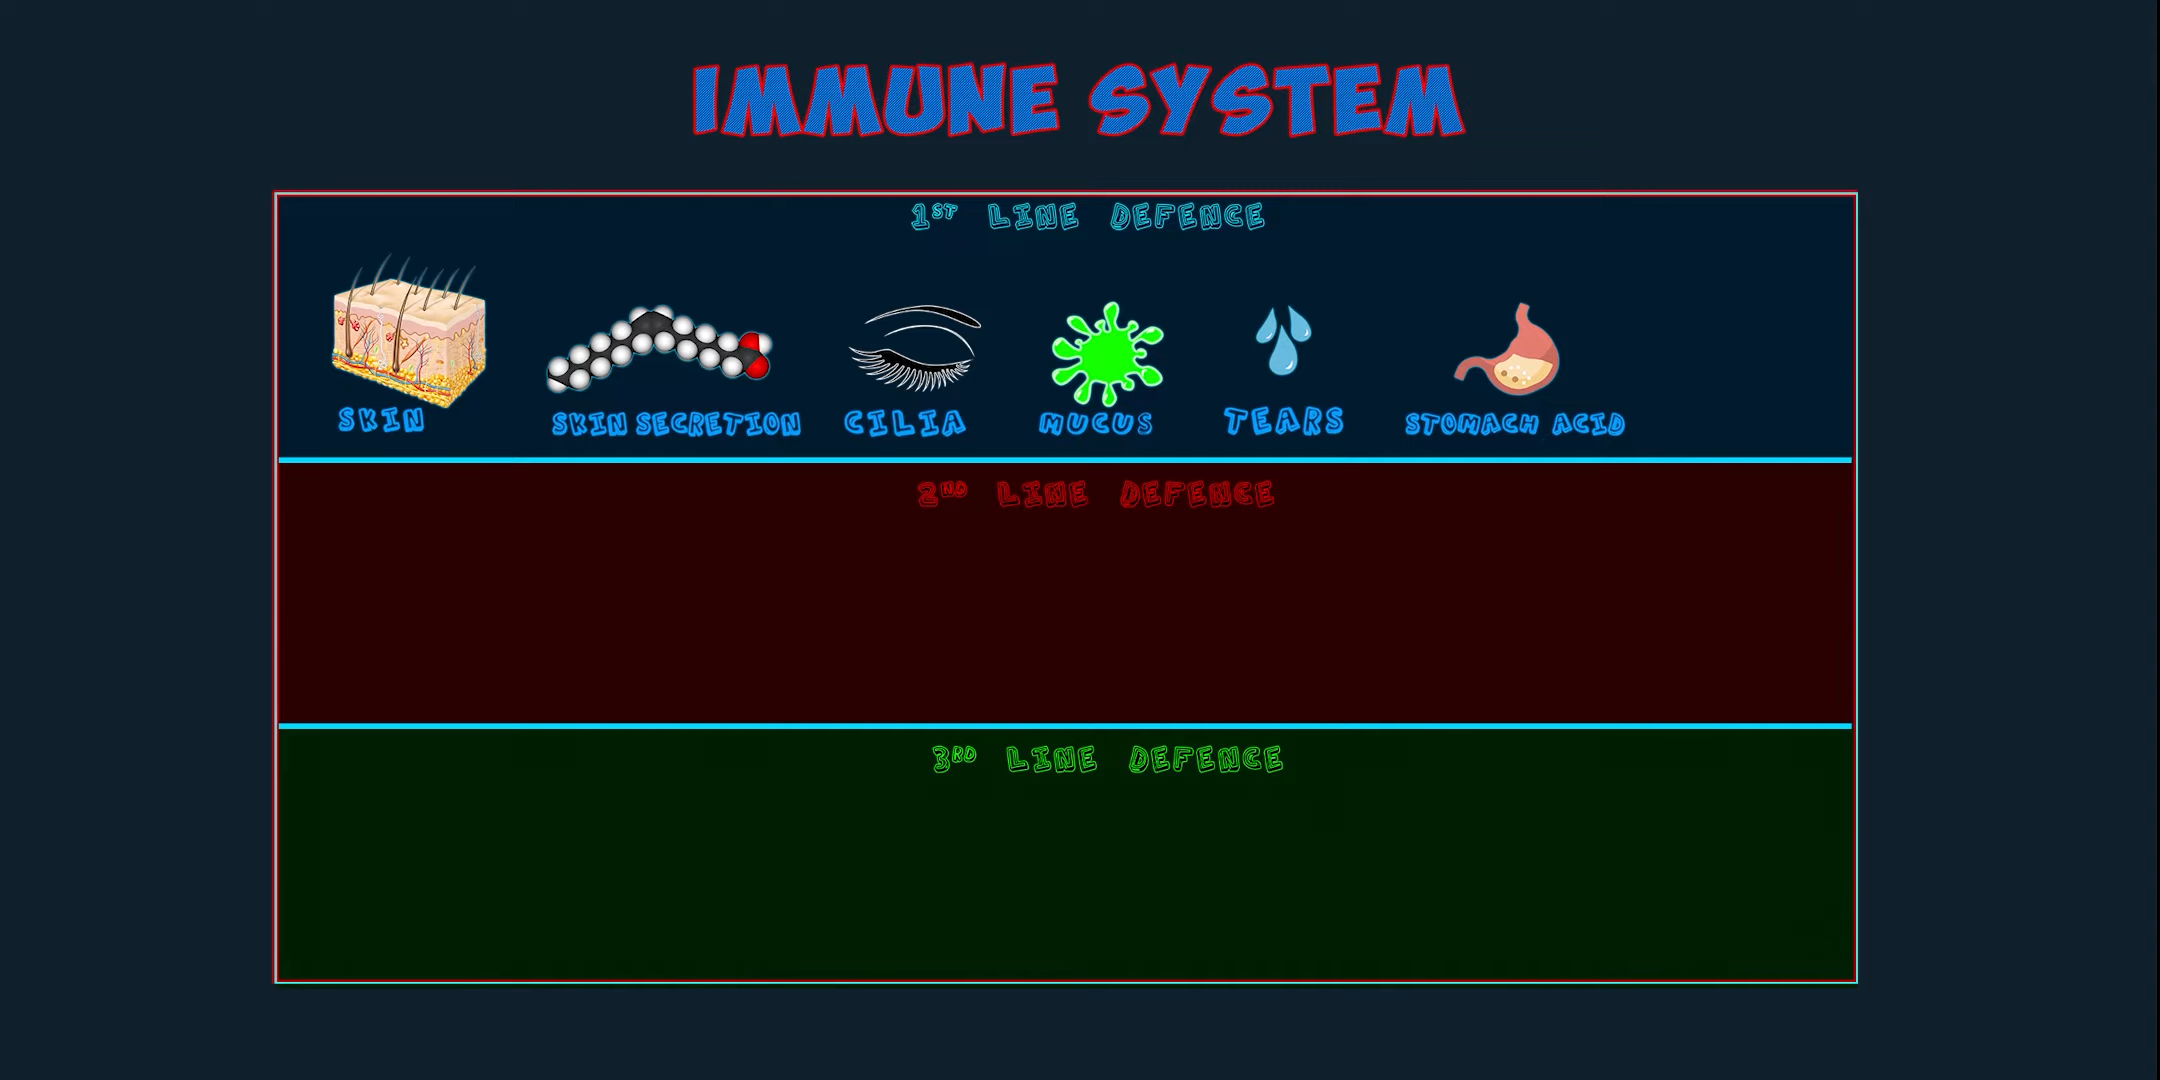 IMMUNE SYSTEM
1ST LINE DEFENCE
SKIN
SKIN SECRETION
CILIA
MUCUS
TEARS
STOMACH ACID
2ND LINE DEFENCE
3RD LINE DEFENCE